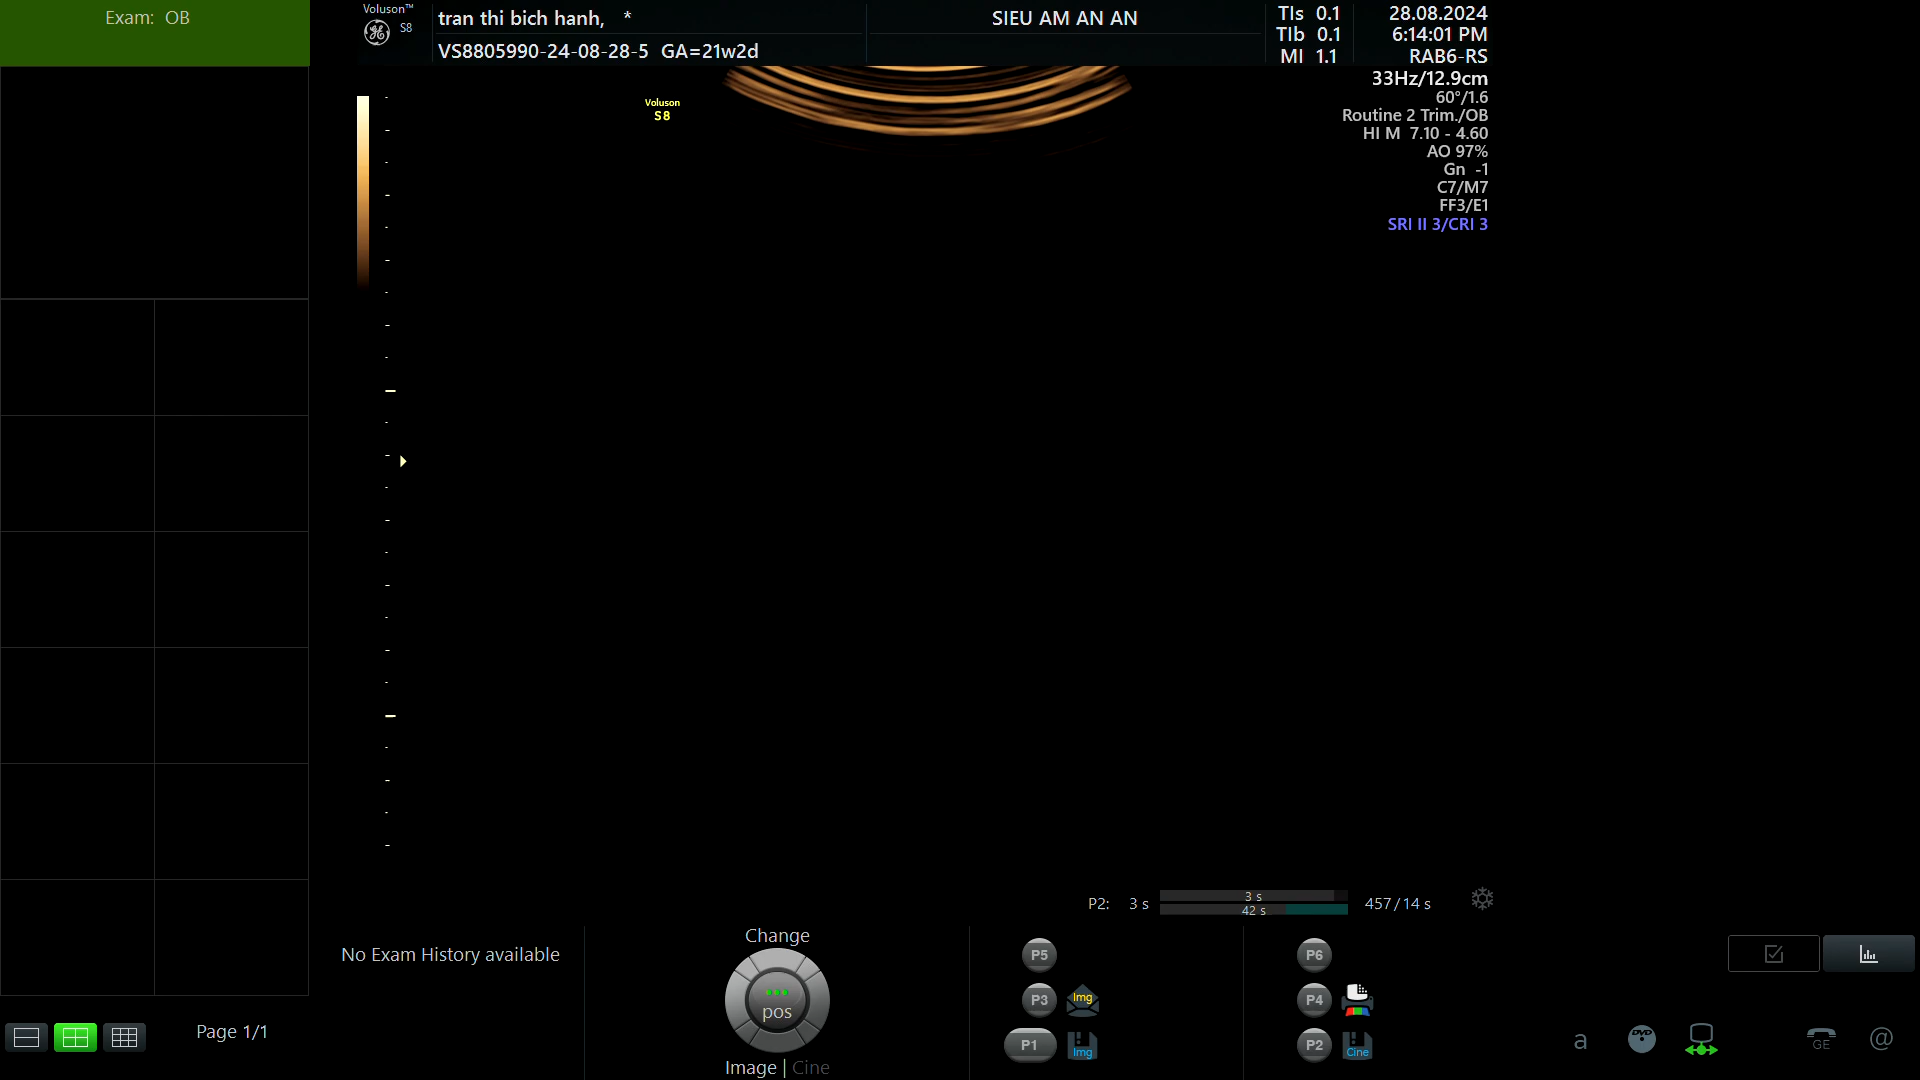 Exam: OB
Voluson™
S8
tran thi bich hanh, *
VS8805990-24-08-28-5 GA=21w2d
SIEU AM AN AN
TIs 0.1
TIb 0.1
MI 1.1
28.08.2024
6:14:01 PM
RAB6-RS
33Hz/12.9cm
60°/1.6
Routine 2 Trim./OB
HI M 7.10 - 4.60
AO 97%
Gn -1
C7/M7
FF3/E1
SRI II 3/CRI 3
Voluson
S8
P2: 3 s
3 s
42 s
457/14 s
No Exam History available
Change
pos
Image | Cine
P5
P3 Img
P1 Img
P6
P4
P2 Cine
Page 1/1
a
DVD
GE
@